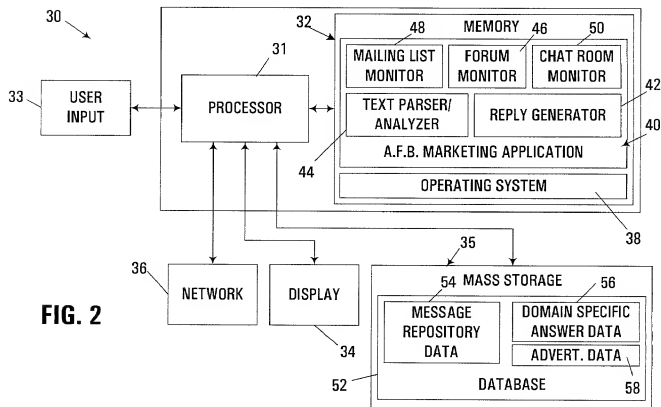 30
32
MEMORY
48
46
50
MAILING LIST
MONITOR
FORUM
MONITOR
CHAT ROOM
MONITOR
31
33
USER
INPUT
PROCESSOR
42
TEXT PARSER/
ANALYZER
REPLY GENERATOR
44
40
A.F.B. MARKETING APPLICATION
OPERATING SYSTEM
38
35
36
NETWORK
DISPLAY
34
MASS STORAGE
54
56
MESSAGE
REPOSITORY
DATA
DOMAIN SPECIFIC
ANSWER DATA
ADVERT. DATA
52
DATABASE
58
FIG. 2